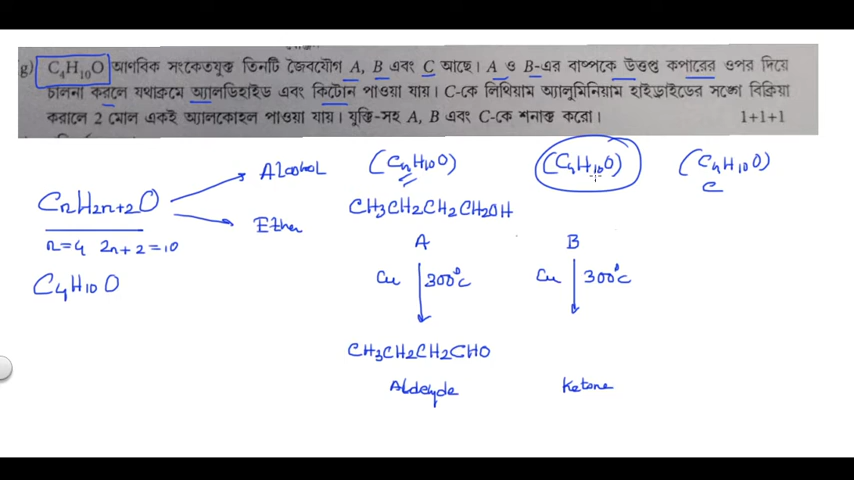 g) C₄H₁₀O আণবিক সংকেতযুক্ত তিনটি জৈবযৌগ A, B এবং C আছে। A ও B-এর বাষ্পকে উত্তপ্ত কপারের ওপর দিয়ে
চালনা করলে যথাক্রমে অ্যালডিহাইড এবং কিটোন পাওয়া যায়। C-কে লিথিয়াম অ্যালুমিনিয়াম হাইড্রাইডের সঙ্গে বিক্রিয়া
করালে 2 মোল একই অ্যালকোহল পাওয়া যায়। যুক্তি-সহ A, B এবং C-কে শনাক্ত করো। 1+1+1
Alcohol (C₄H₁₀O) (C₄H₁₀O) (C₄H₁₀O)
C
CnH2n+2O CH3CH2CH2CH2OH
Ether
n=4 2n+2=10 A B
C4H10O Cu 300°C Cu 300°C
CH3CH2CH2CHO
Aldehyde Ketone